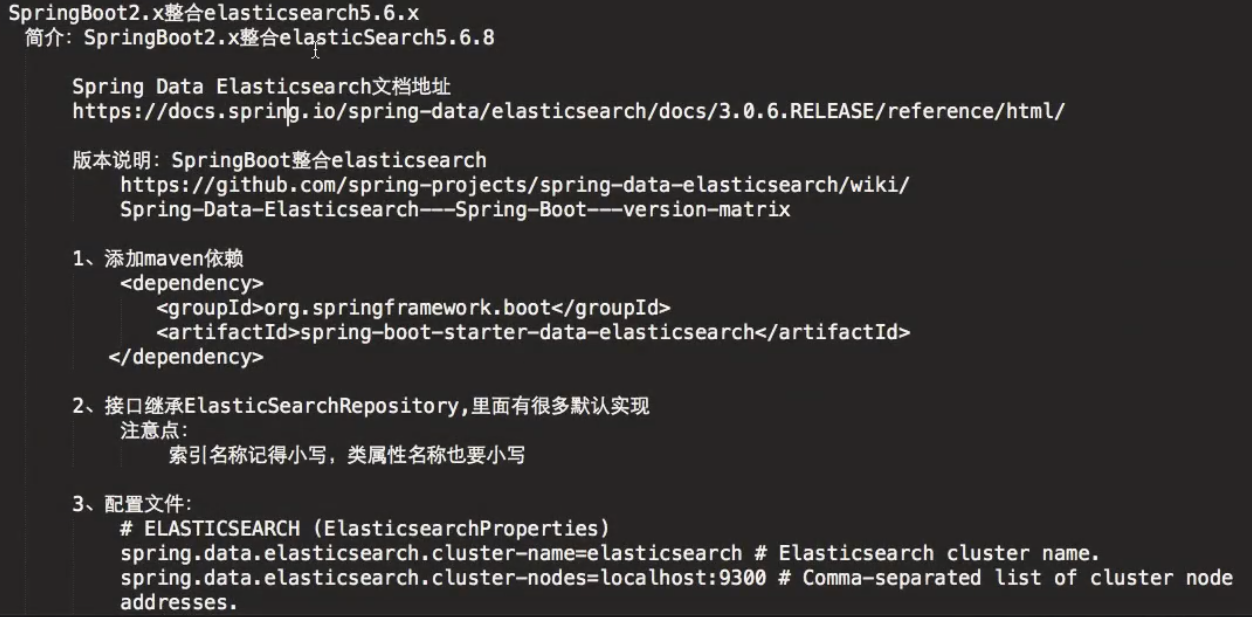 SpringBoot2.x整合elasticsearch5.6.x
简介：SpringBoot2.x整合elasticSearch5.6.8
Spring Data Elasticsearch文档地址
https://docs.spring.io/spring-data/elasticsearch/docs/3.0.6.RELEASE/reference/html/
版本说明：SpringBoot整合elasticsearch
https://github.com/spring-projects/spring-data-elasticsearch/wiki/
Spring-Data-Elasticsearch---Spring-Boot---version-matrix
1、添加maven依赖
<dependency>
<groupId>org.springframework.boot</groupId>
<artifactId>spring-boot-starter-data-elasticsearch</artifactId>
</dependency>
2、接口继承ElasticSearchRepository,里面有很多默认实现
注意点：
索引名称记得小写，类属性名称也要小写
3、配置文件：
# ELASTICSEARCH (ElasticsearchProperties)
spring.data.elasticsearch.cluster-name=elasticsearch # Elasticsearch cluster name.
spring.data.elasticsearch.cluster-nodes=localhost:9300 # Comma-separated list of cluster node
addresses.